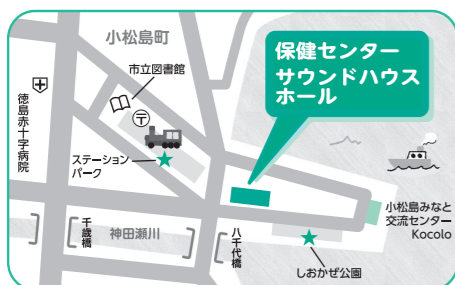 小松島町
市立図書館
保健センター
サウンドハウス
ホール
徳島赤十字病院
〒
ステーション
パーク
千歳橋
神田瀬川
八千代橋
しおかぜ公園
小松島みなと
交流センター
Kocolo